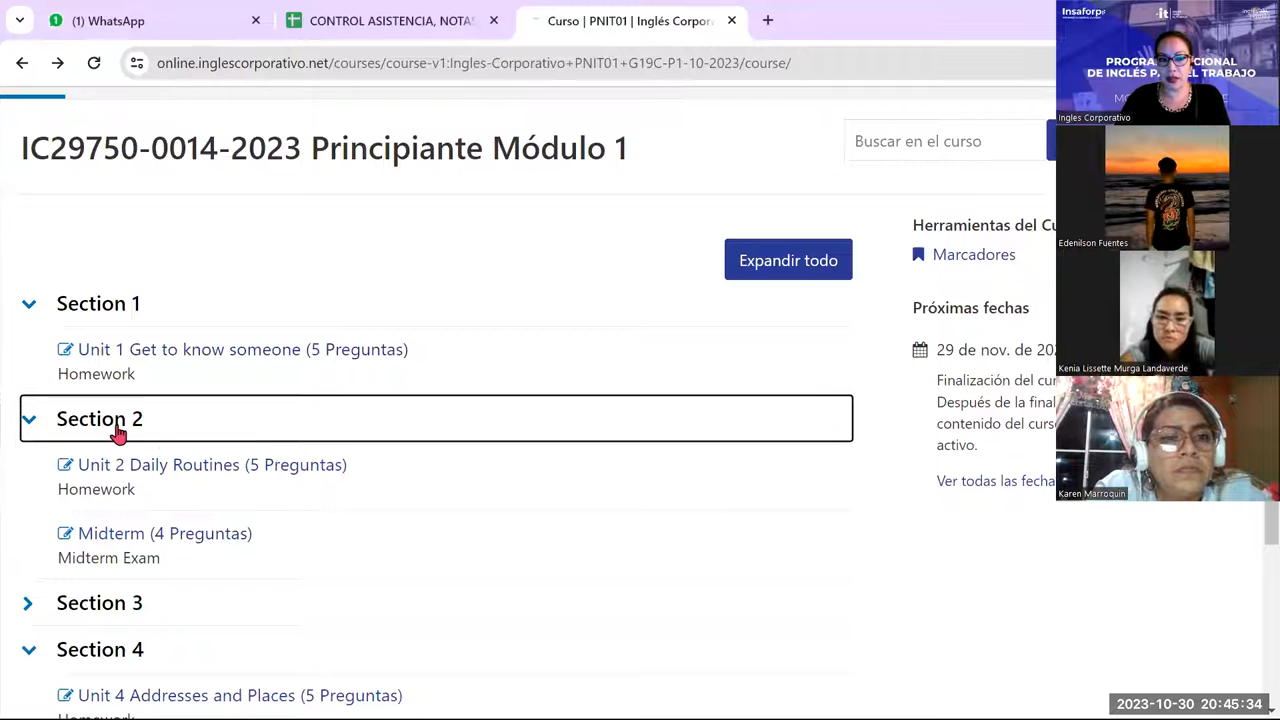 (1) WhatsApp
CONTROL ASISTENCIA, NOTAS
Curso | PNIT01 | Inglés Corpor
online.inglescorporativo.net/courses/course-v1:Ingles-Corporativo+PNIT01+G19C-P1-10-2023/course/
IC29750-0014-2023 Principiante Módulo 1
Buscar en el curso
Expandir todo
Section 1
Unit 1 Get to know someone (5 Preguntas)
Homework
Section 2
Unit 2 Daily Routines (5 Preguntas)
Homework
Midterm (4 Preguntas)
Midterm Exam
Section 3
Section 4
Unit 4 Addresses and Places (5 Preguntas)
Homework
Herramientas del Cu
Marcadores
Próximas fechas
29 de nov. de 202
Finalización del cur
Después de la final
contenido del curso
activo.
Ver todas las fecha
Insaforp
Ingles Corporativo
Edenilson Fuentes
Kenia Lissette Murga Landaverde
Karen Marroquin
2023-10-30 20:45:34